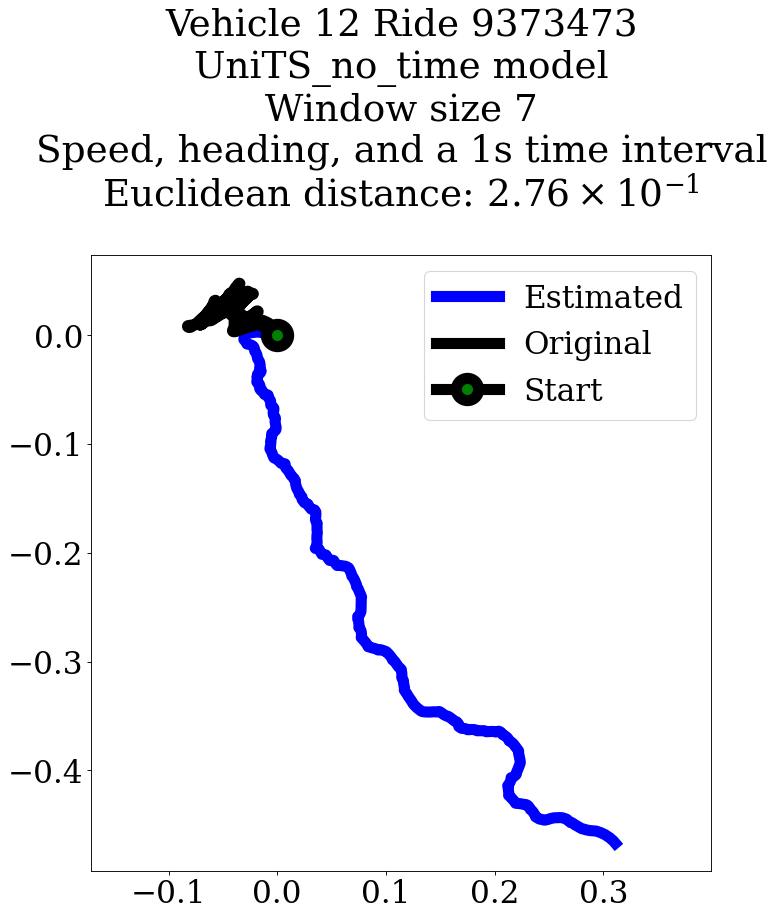 Vehicle 12 Ride 9373473
UniTS_no_time model
Window size 7
Speed, heading, and a 1s time interval
Euclidean distance: 2.76 × 10⁻¹
Estimated
Original
Start
0.0
−0.1
−0.2
−0.3
−0.4
−0.1 0.0 0.1 0.2 0.3